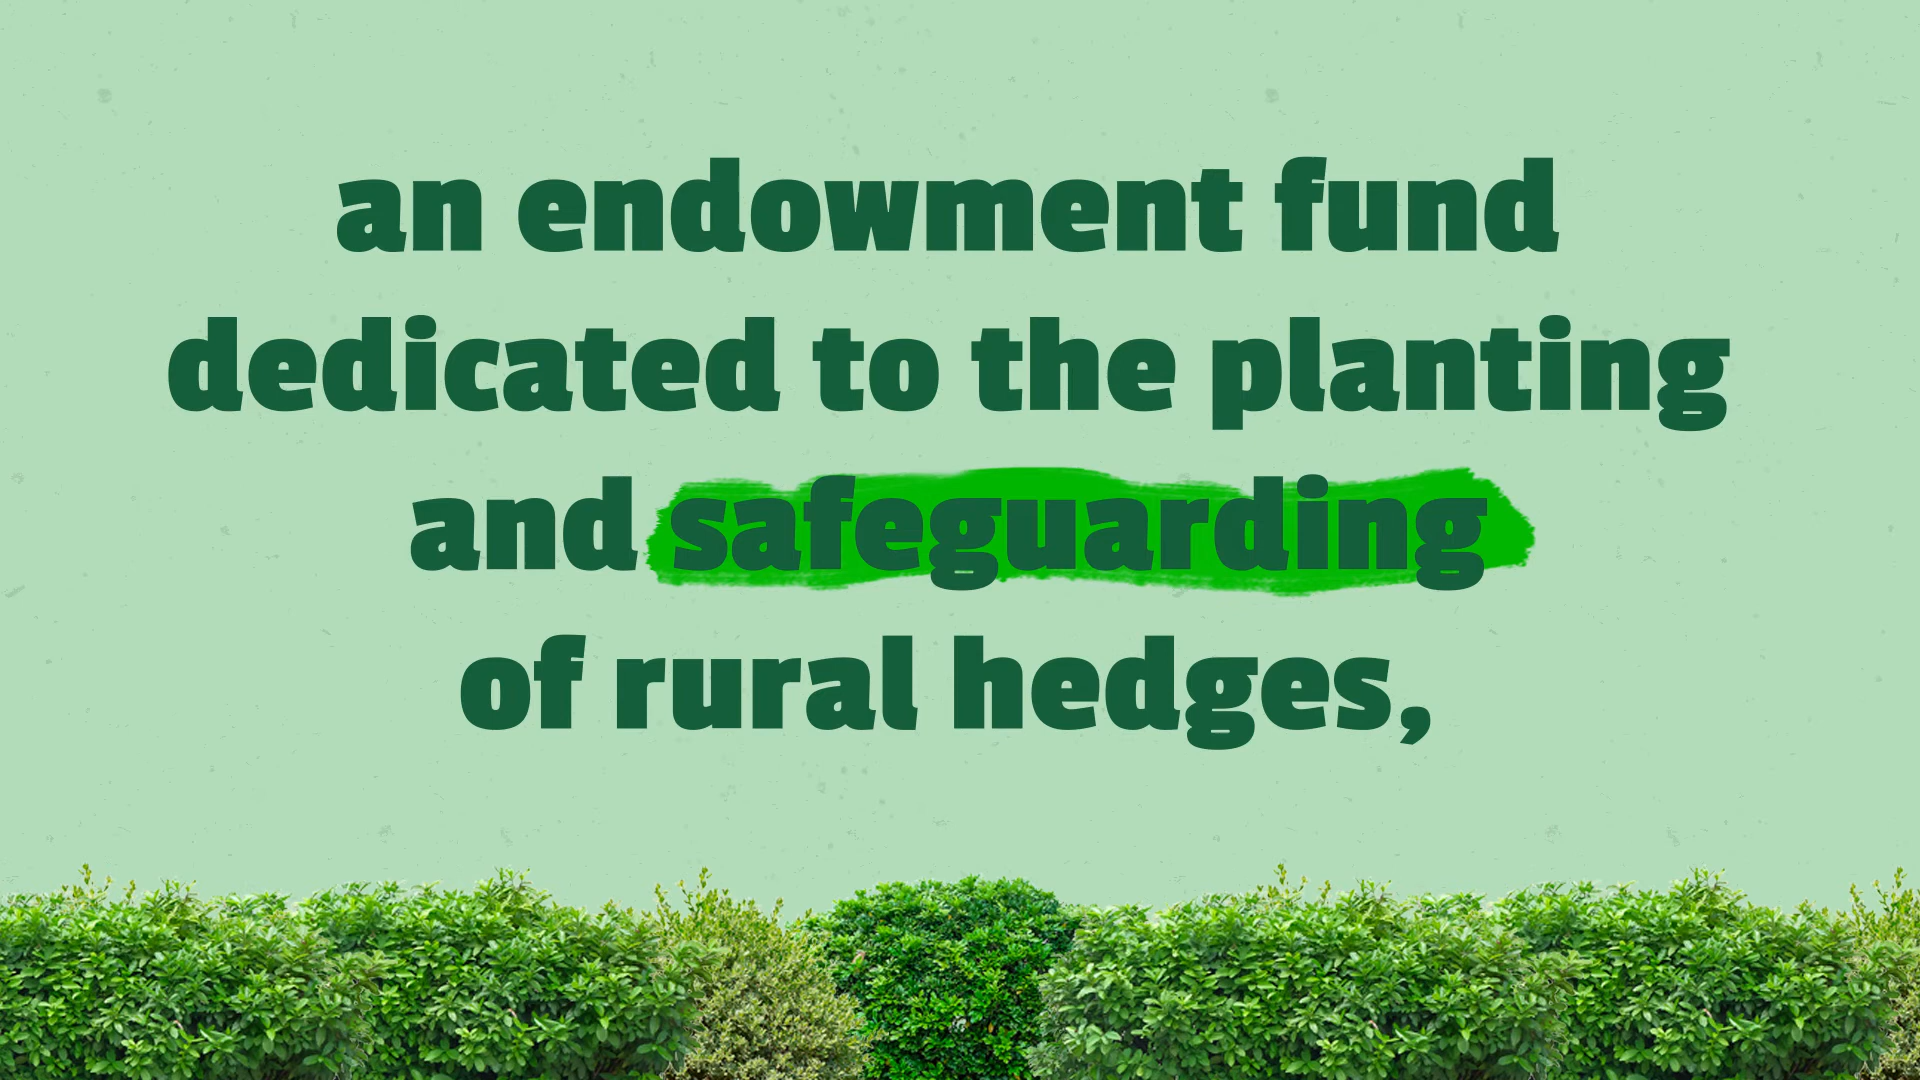 an endowment fund
dedicated to the planting
and safeguarding
of rural hedges,